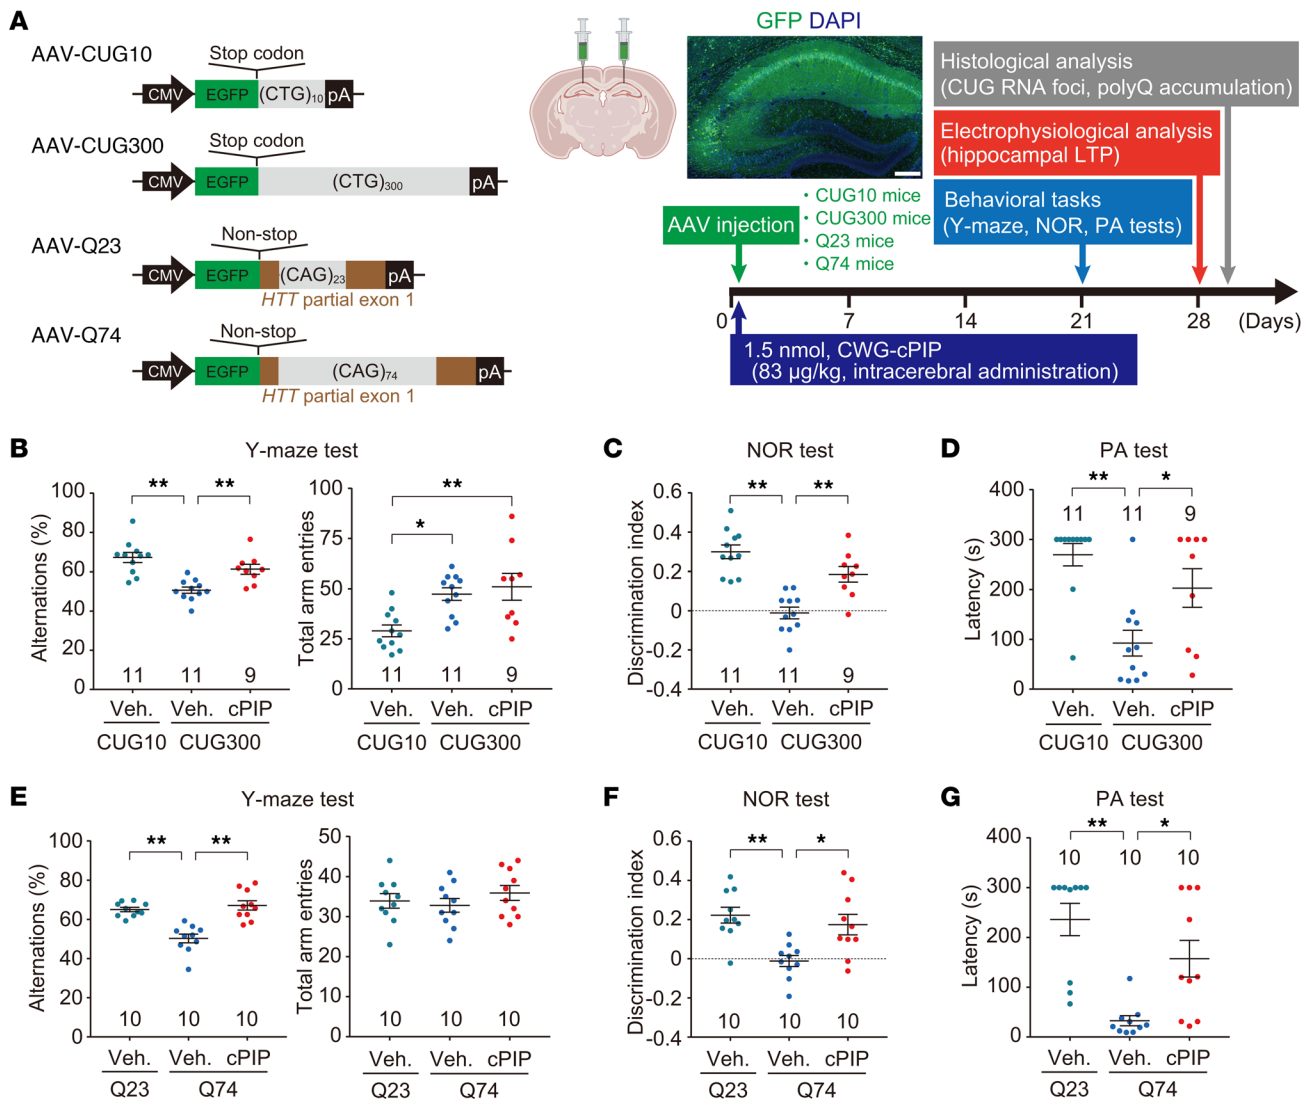 A
AAV-CUG10
Stop codon
CMV
EGFP
(CTG)10
pA
AAV-CUG300
Stop codon
CMV
EGFP
(CTG)300
pA
AAV-Q23
Non-stop
CMV
EGFP
(CAG)23
pA
HTT partial exon 1
AAV-Q74
Non-stop
CMV
EGFP
(CAG)74
pA
HTT partial exon 1
GFP DAPI
Histological analysis
(CUG RNA foci, polyQ accumulation)
Electrophysiological analysis
(hippocampal LTP)
Behavioral tasks
(Y-maze, NOR, PA tests)
AAV injection
• CUG10 mice
• CUG300 mice
• Q23 mice
• Q74 mice
0 7 14 21 28 (Days)
1.5 nmol, CWG-cPIP
(83 µg/kg, intracerebral administration)
B
Y-maze test
Alternations (%)
100
80
60
40
20
0
** **
11 11 9
Veh. Veh. cPIP
CUG10 CUG300
Total arm entries
100
75
50
25
0
**
*
11 11 9
Veh. Veh. cPIP
CUG10 CUG300
C
NOR test
Discrimination index
0.6
0.4
0.2
0
-0.2
-0.4
** **
11 11 9
Veh. Veh. cPIP
CUG10 CUG300
D
PA test
Latency (s)
400
300
200
100
0
** *
11 11 9
Veh. Veh. cPIP
CUG10 CUG300
E
Y-maze test
Alternations (%)
100
80
60
40
20
0
** **
10 10 10
Veh. Veh. cPIP
Q23 Q74
Total arm entries
50
40
30
20
10
0
10 10 10
Veh. Veh. cPIP
Q23 Q74
F
NOR test
Discrimination index
0.6
0.4
0.2
0
-0.2
-0.4
** *
10 10 10
Veh. Veh. cPIP
Q23 Q74
G
PA test
Latency (s)
400
300
200
100
0
** *
10 10 10
Veh. Veh. cPIP
Q23 Q74